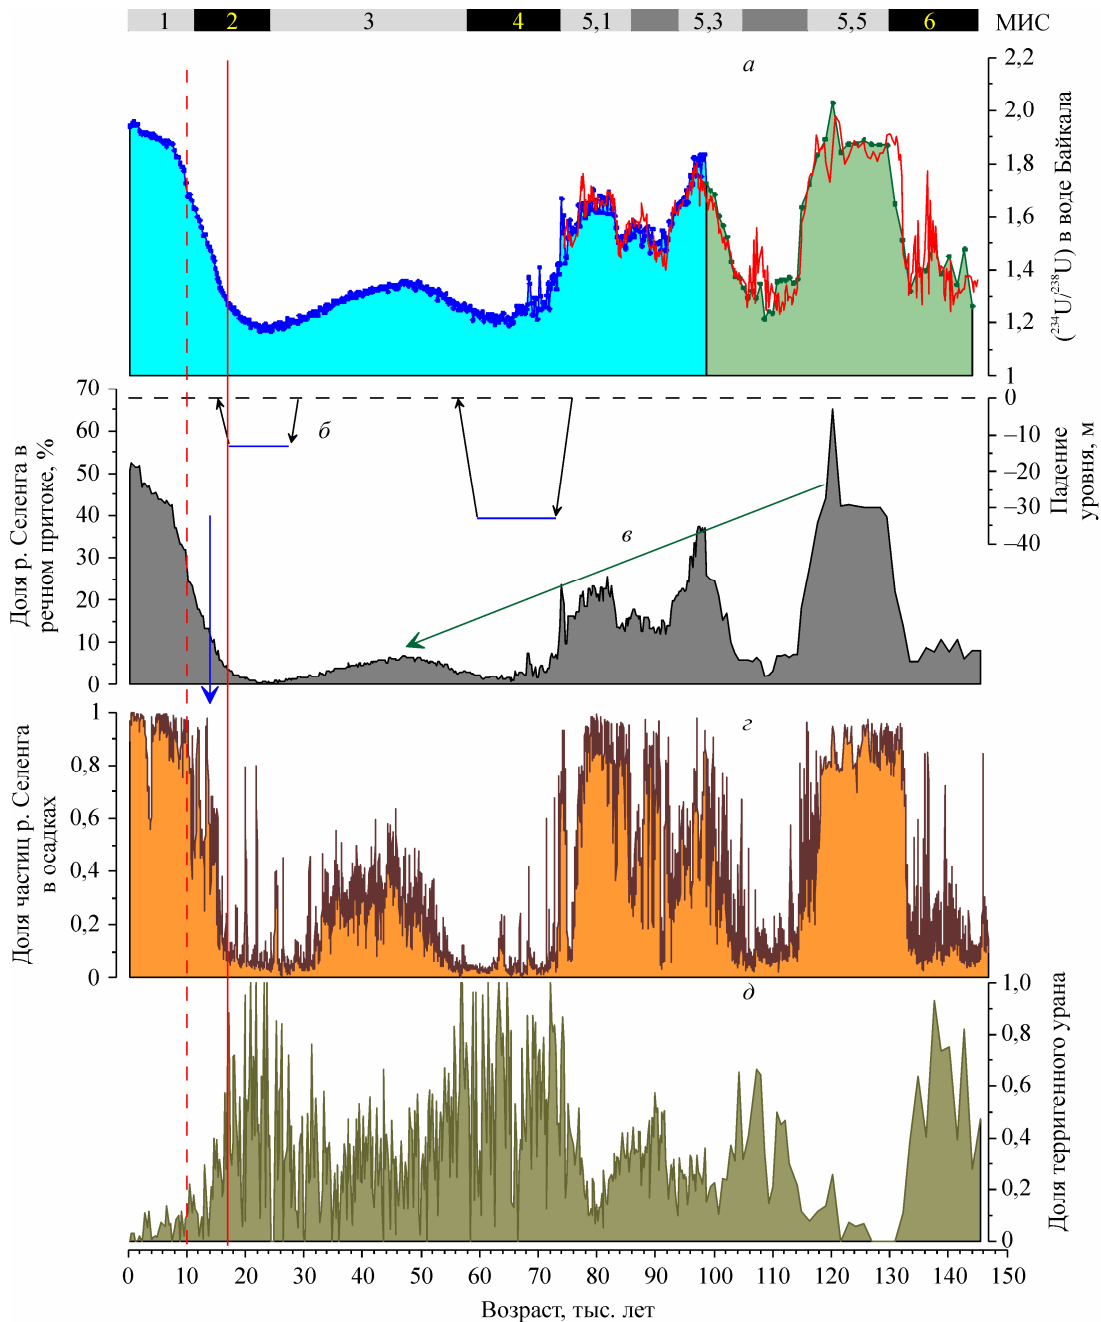 1 2 3 4 5,1 5,3 5,5 6 МИС
а
2,2
2,0
1,8
1,6
1,4
1,2
1
(²³⁴U/²³⁸U) в воде Байкала
б
70
60
50
40
30
20
10
0
Доля р. Селенга в
речном притоке, %
0
–10
–20
–30
–40
Падение
уровня, м
в
1
0,8
0,6
0,4
0,2
0
Доля частиц р. Селенга
в осадках
г
д
1,0
0,8
0,6
0,4
0,2
0
Доля терригенного урана
0 10 20 30 40 50 60 70 80 90 100 110 120 130 140 150
Возраст, тыс. лет